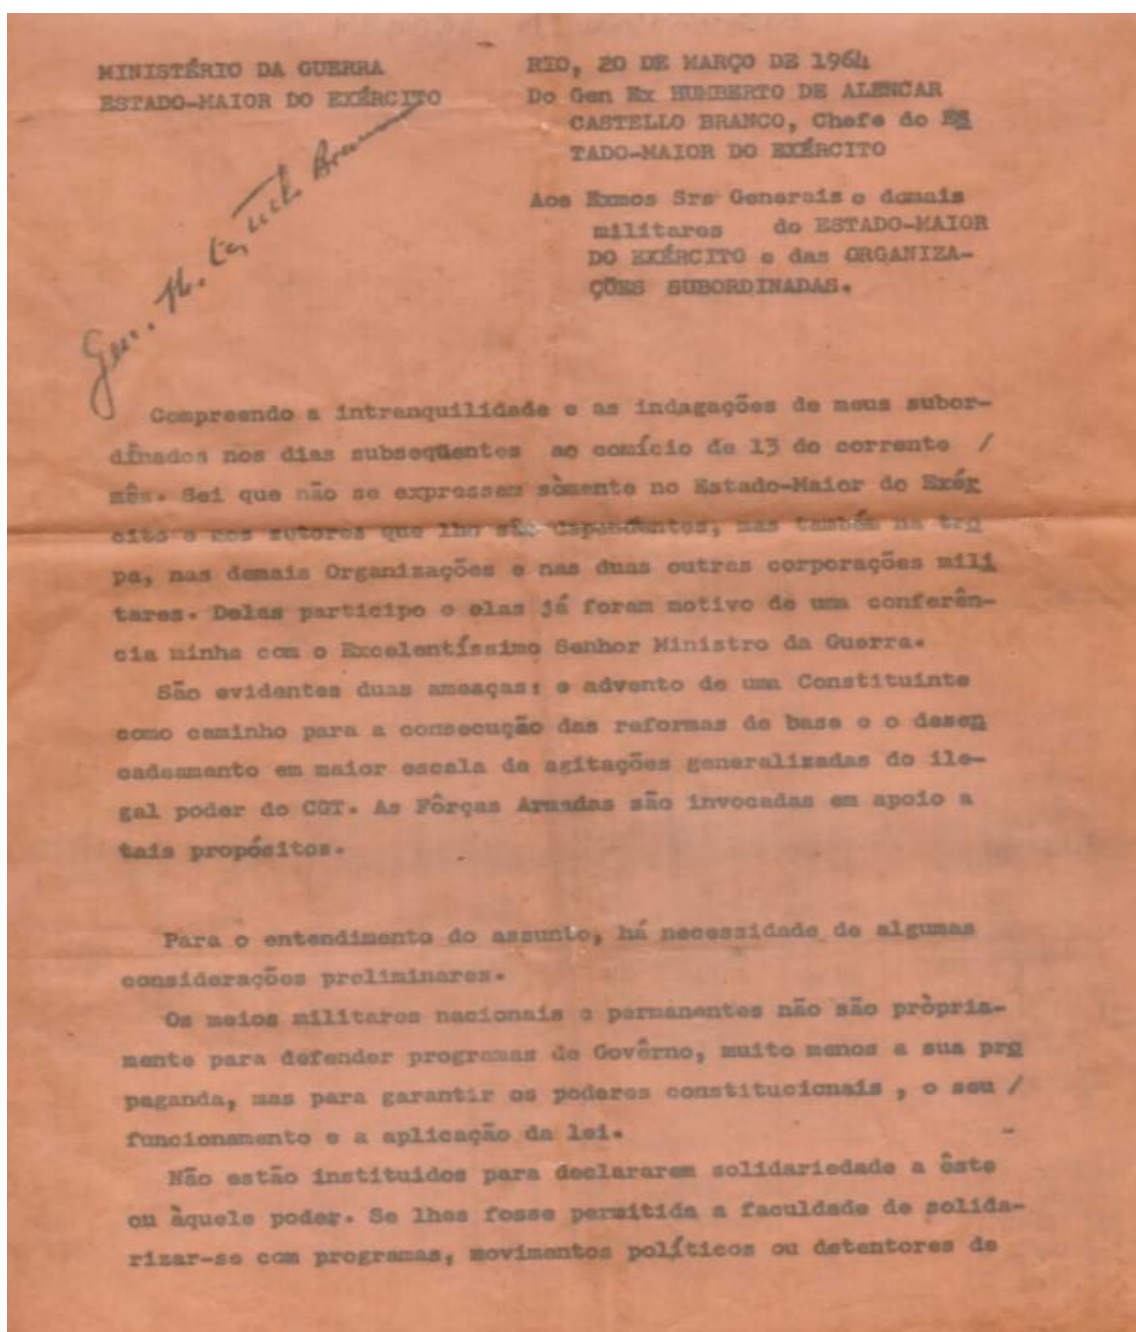 MINISTÉRIO DA GUERRA
ESTADO-MAIOR DO EXÉRCITO
RIO, 20 DE MARÇO DE 1964
Do Gen Ex HUMBERTO DE ALENCAR
CASTELLO BRANCO, Chefe do ES
TADO-MAIOR DO EXÉRCITO
Aos Exmos Srs Generais e demais
militares do ESTADO-MAIOR
DO EXÉRCITO e das ORGANIZA-
ÇÕES SUBORDINADAS.
Gen. H. Castello Branco
Compreendo a intranquilidade e as indagações de meus subor-
dinados nos dias subseqüentes ao comício de 13 do corrente /
mês. Sei que não se expressam sòmente no Estado-Maior do Exér
cito e nos setores que lhe são dependentes, mas também na tro
pa, nas demais Organizações e nas duas outras corporações mili
tares. Delas participo e elas já foram motivo de uma conferên-
cia minha com o Excelentíssimo Senhor Ministro da Guerra.
São evidentes duas ameaças: o advento de uma Constituinte
como caminho para a consecução das reformas de base e o desen
cadeamento em maior escala de agitações generalizadas do ile-
gal poder do CGT. As Fôrças Armadas são invocadas em apoio a
tais propósitos.
Para o entendimento do assunto, há necessidade de algumas
considerações preliminares.
Os meios militares nacionais e permanentes não são pròpria-
mente para defender programas de Govêrno, muito menos a sua pro
paganda, mas para garantir os poderes constitucionais , o seu /
funcionamento e a aplicação da lei.
Não estão instituidos para declararem solidariedade a êste
ou àquele poder. Se lhes fosse permitida a faculdade de solida-
rizar-se com programas, movimentos políticos ou detentores de